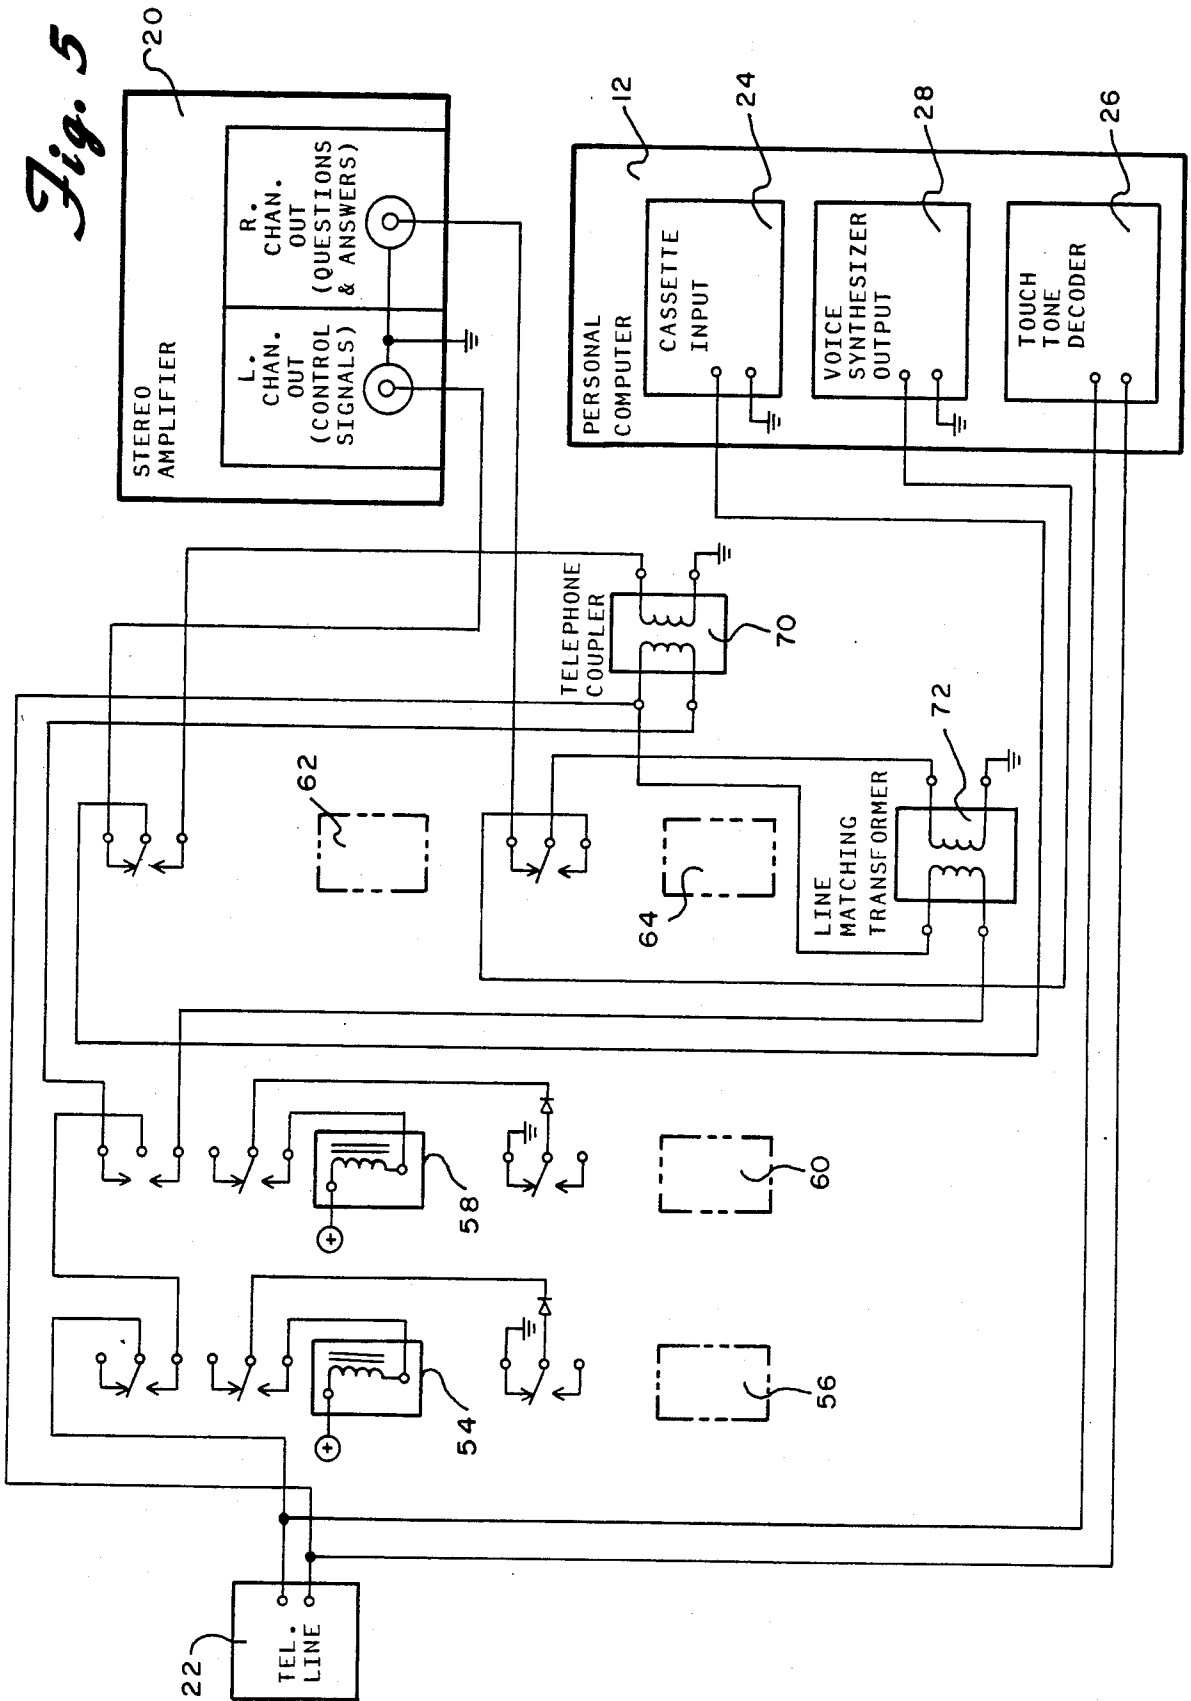 Fig. 5
20
STEREO
AMPLIFIER
L.
CHAN.
OUT
(CONTROL
SIGNALS)
R.
CHAN.
OUT
(QUESTIONS
& ANSWERS)
12
PERSONAL
COMPUTER
CASSETTE
INPUT
24
VOICE
SYNTHESIZER
OUTPUT
28
TOUCH
TONE
DECODER
26
TELEPHONE
COUPLER
70
62
64
LINE
MATCHING
TRANSFORMER
72
+
58
60
+
54
56
22
TEL.
LINE